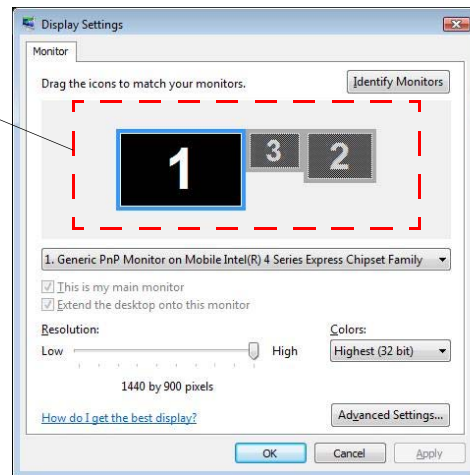 Display Settings
Monitor
Drag the icons to match your monitors.
Identify Monitors
1
3
2
1. Generic PnP Monitor on Mobile Intel(R) 4 Series Express Chipset Family
This is my main monitor
Extend the desktop onto this monitor
Resolution:
Colors:
Low
High
Highest (32 bit)
1440 by 900 pixels
How do I get the best display?
Advanced Settings...
OK
Cancel
Apply